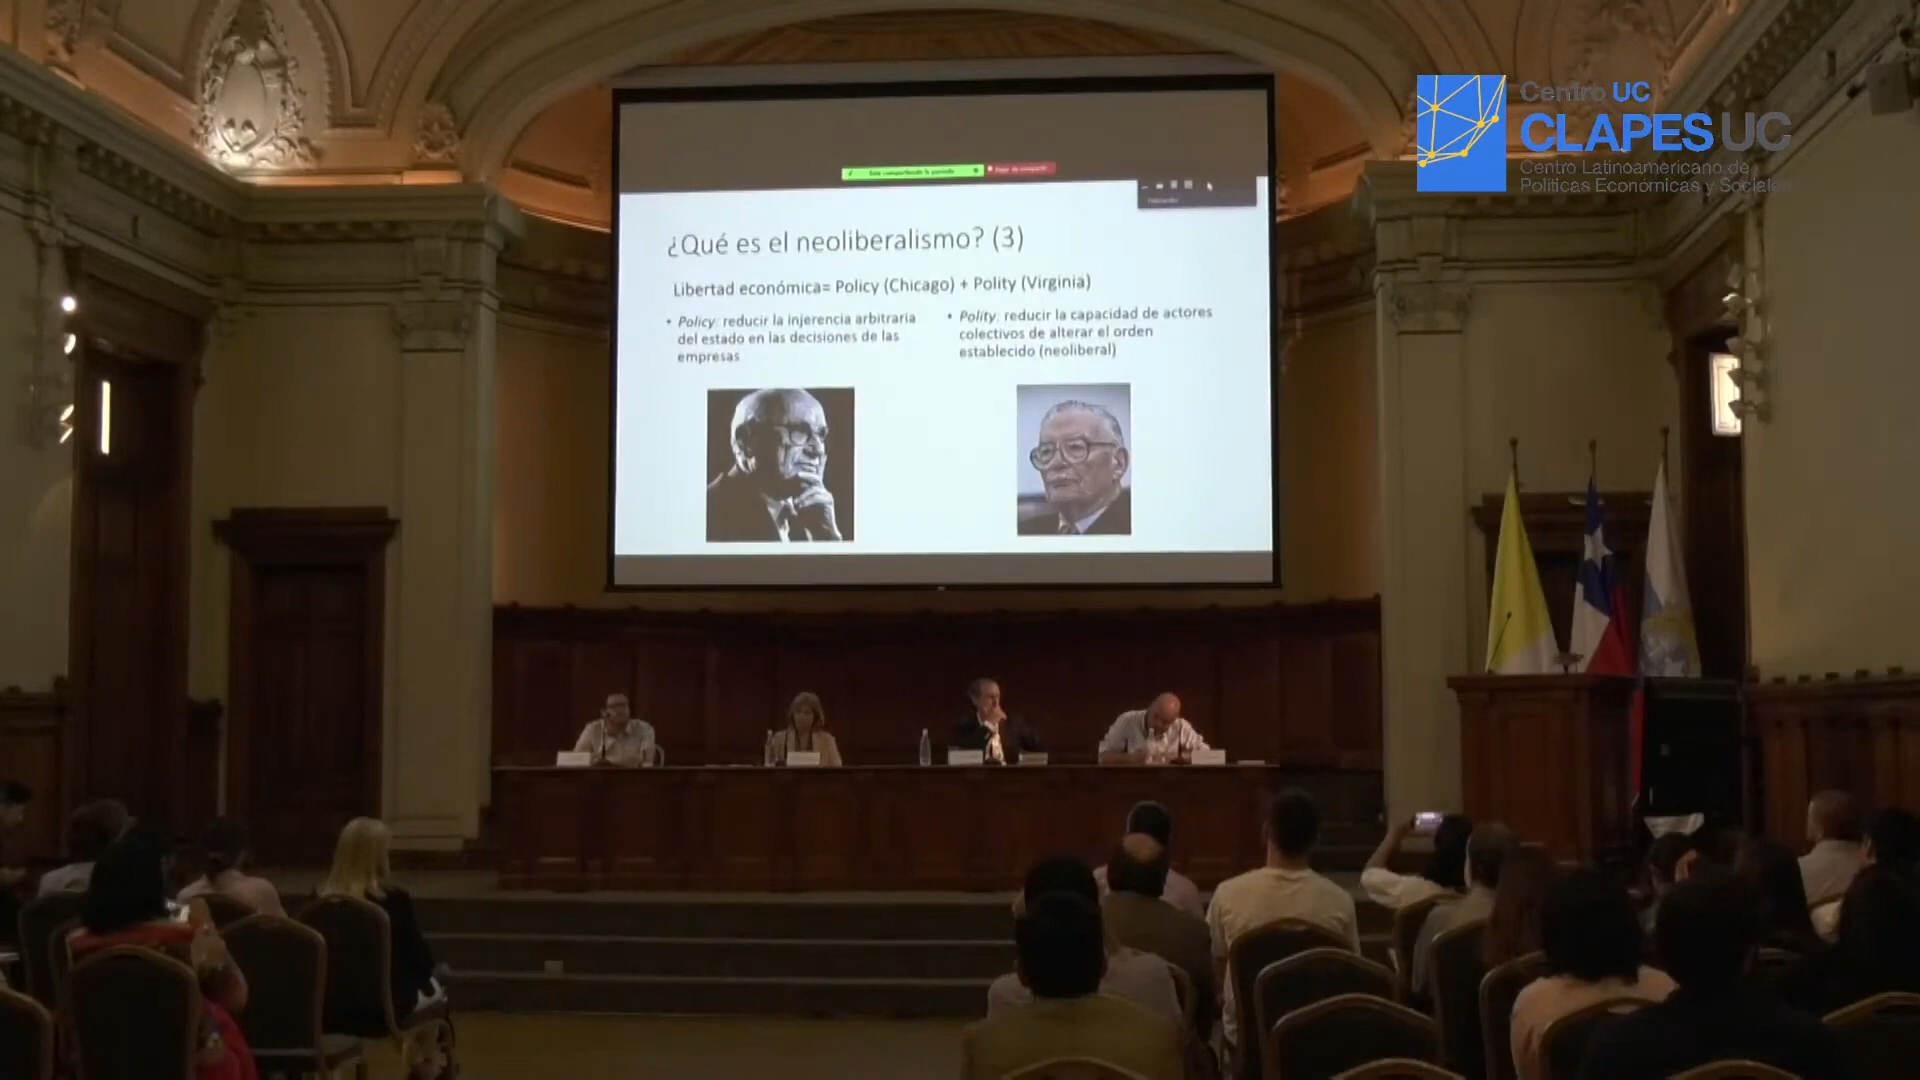 Centro UC
CLAPES UC
Centro Latinoamericano de
Políticas Económicas y Sociales
¿Qué es el neoliberalismo? (3)
Libertad económica= Policy (Chicago) + Polity (Virginia)
• Policy: reducir la injerencia arbitraria
del estado en las decisiones de las
empresas
• Polity: reducir la capacidad de actores
colectivos de alterar el orden
establecido (neoliberal)